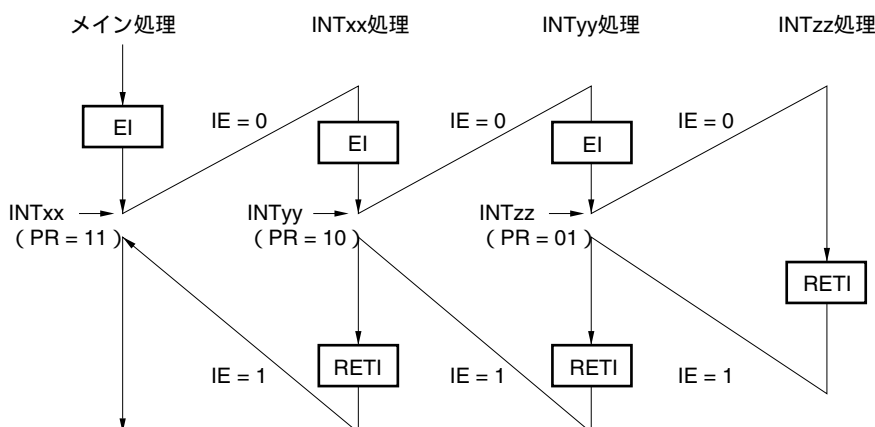 メイン処理 INTxx処理 INTyy処理 INTzz処理
EI IE = 0 EI IE = 0 EI IE = 0
INTxx INTyy INTzz
（PR = 11） （PR = 10） （PR = 01）
RETI
IE = 1 RETI IE = 1 RETI IE = 1